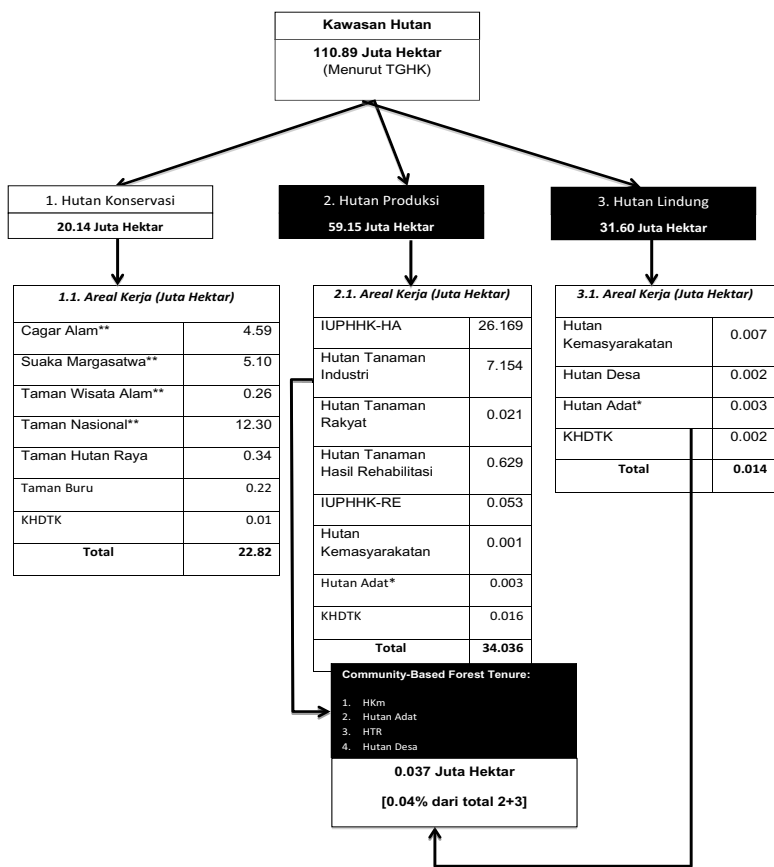 Kawasan Hutan
110.89 Juta Hektar
(Menurut TGHK)
1. Hutan Konservasi
20.14 Juta Hektar
2. Hutan Produksi
59.15 Juta Hektar
3. Hutan Lindung
31.60 Juta Hektar
1.1. Areal Kerja (Juta Hektar)
Cagar Alam** 4.59
Suaka Margasatwa** 5.10
Taman Wisata Alam** 0.26
Taman Nasional** 12.30
Taman Hutan Raya 0.34
Taman Buru 0.22
KHDTK 0.01
Total 22.82
2.1. Areal Kerja (Juta Hektar)
IUPHHK-HA 26.169
Hutan Tanaman
Industri 7.154
Hutan Tanaman
Rakyat 0.021
Hutan Tanaman
Hasil Rehabilitasi 0.629
IUPHHK-RE 0.053
Hutan
Kemasyarakatan 0.001
Hutan Adat* 0.003
KHDTK 0.016
Total 34.036
3.1. Areal Kerja (Juta Hektar)
Hutan
Kemasyarakatan 0.007
Hutan Desa 0.002
Hutan Adat* 0.003
KHDTK 0.002
Total 0.014
Community-Based Forest Tenure:
1. HKm
2. Hutan Adat
3. HTR
4. Hutan Desa
0.037 Juta Hektar
[0.04% dari total 2+3]